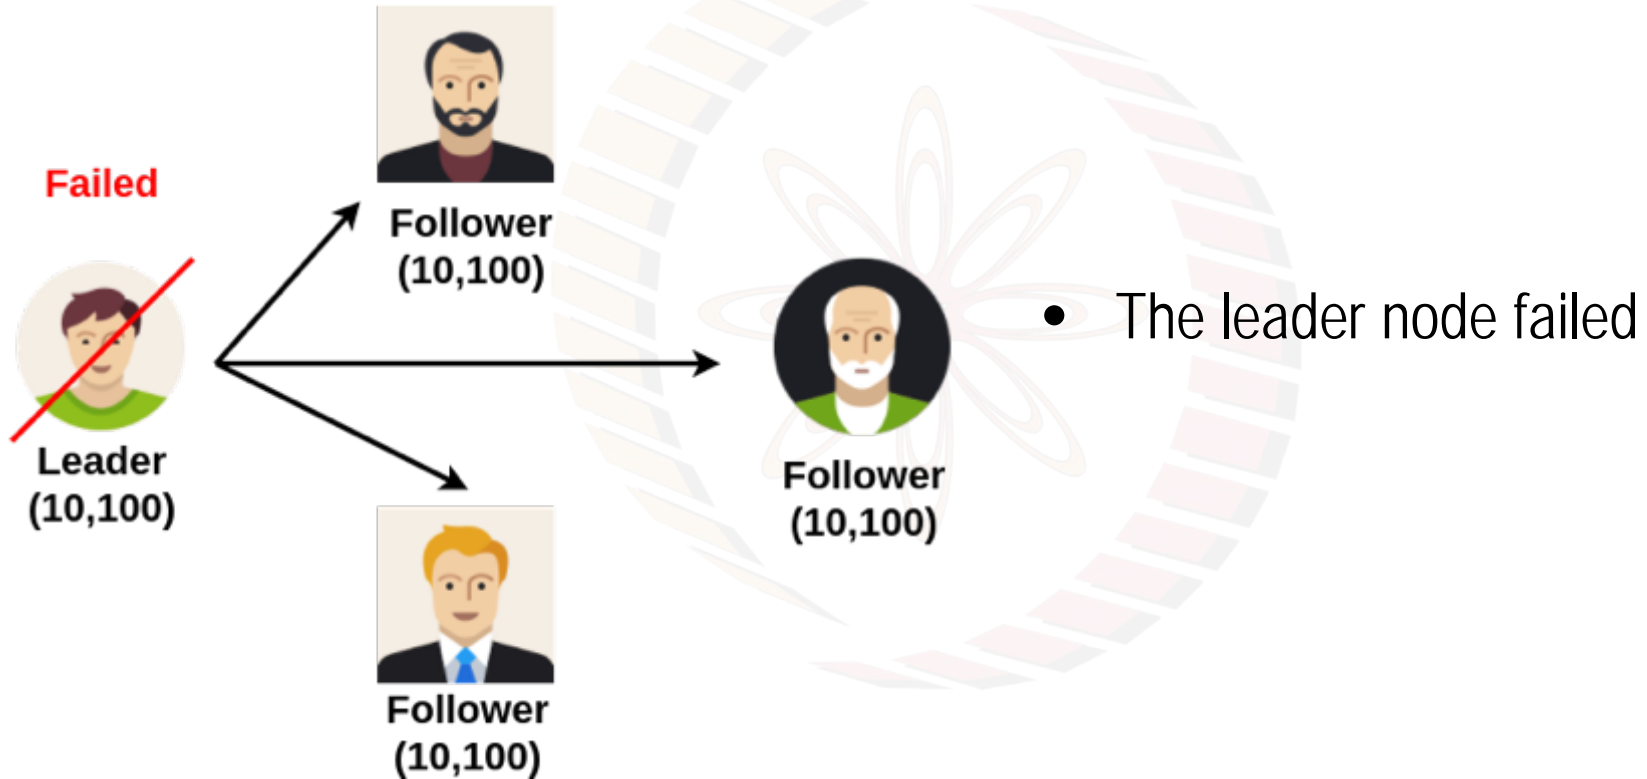 Failed
Leader
(10,100)
Follower
(10,100)
Follower
(10,100)
Follower
(10,100)
• The leader node failed